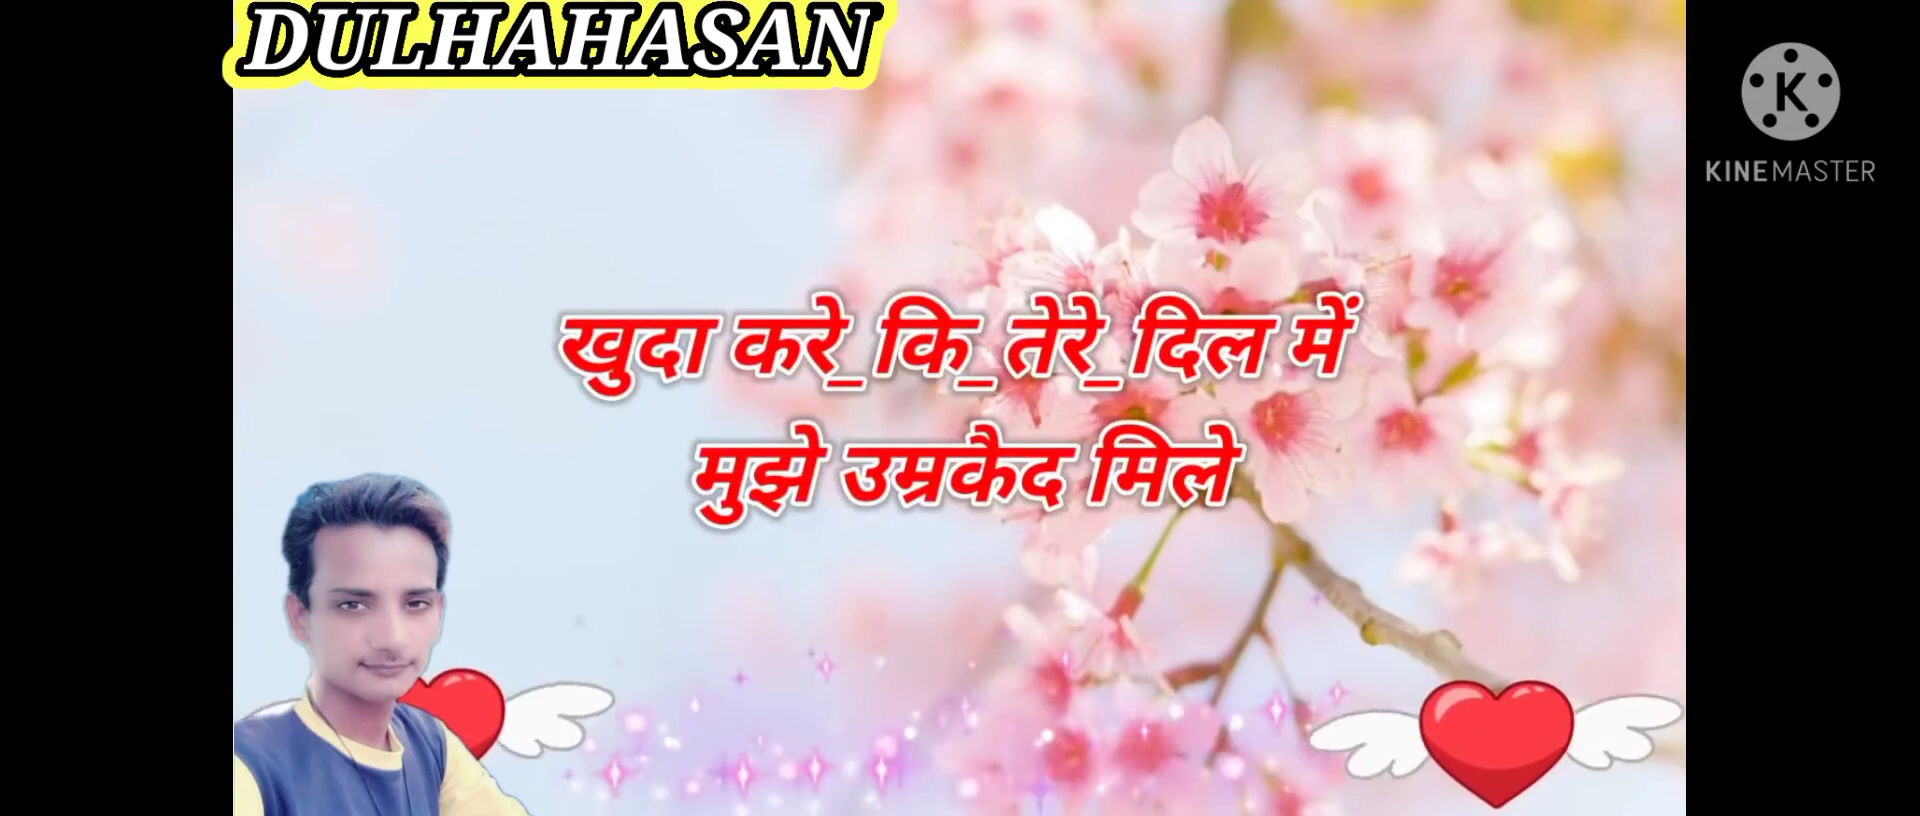 DULHAHASAN
K
KINEMASTER
खुदा करे_कि_तेरे_दिल में
मुझे उम्रकैद मिले